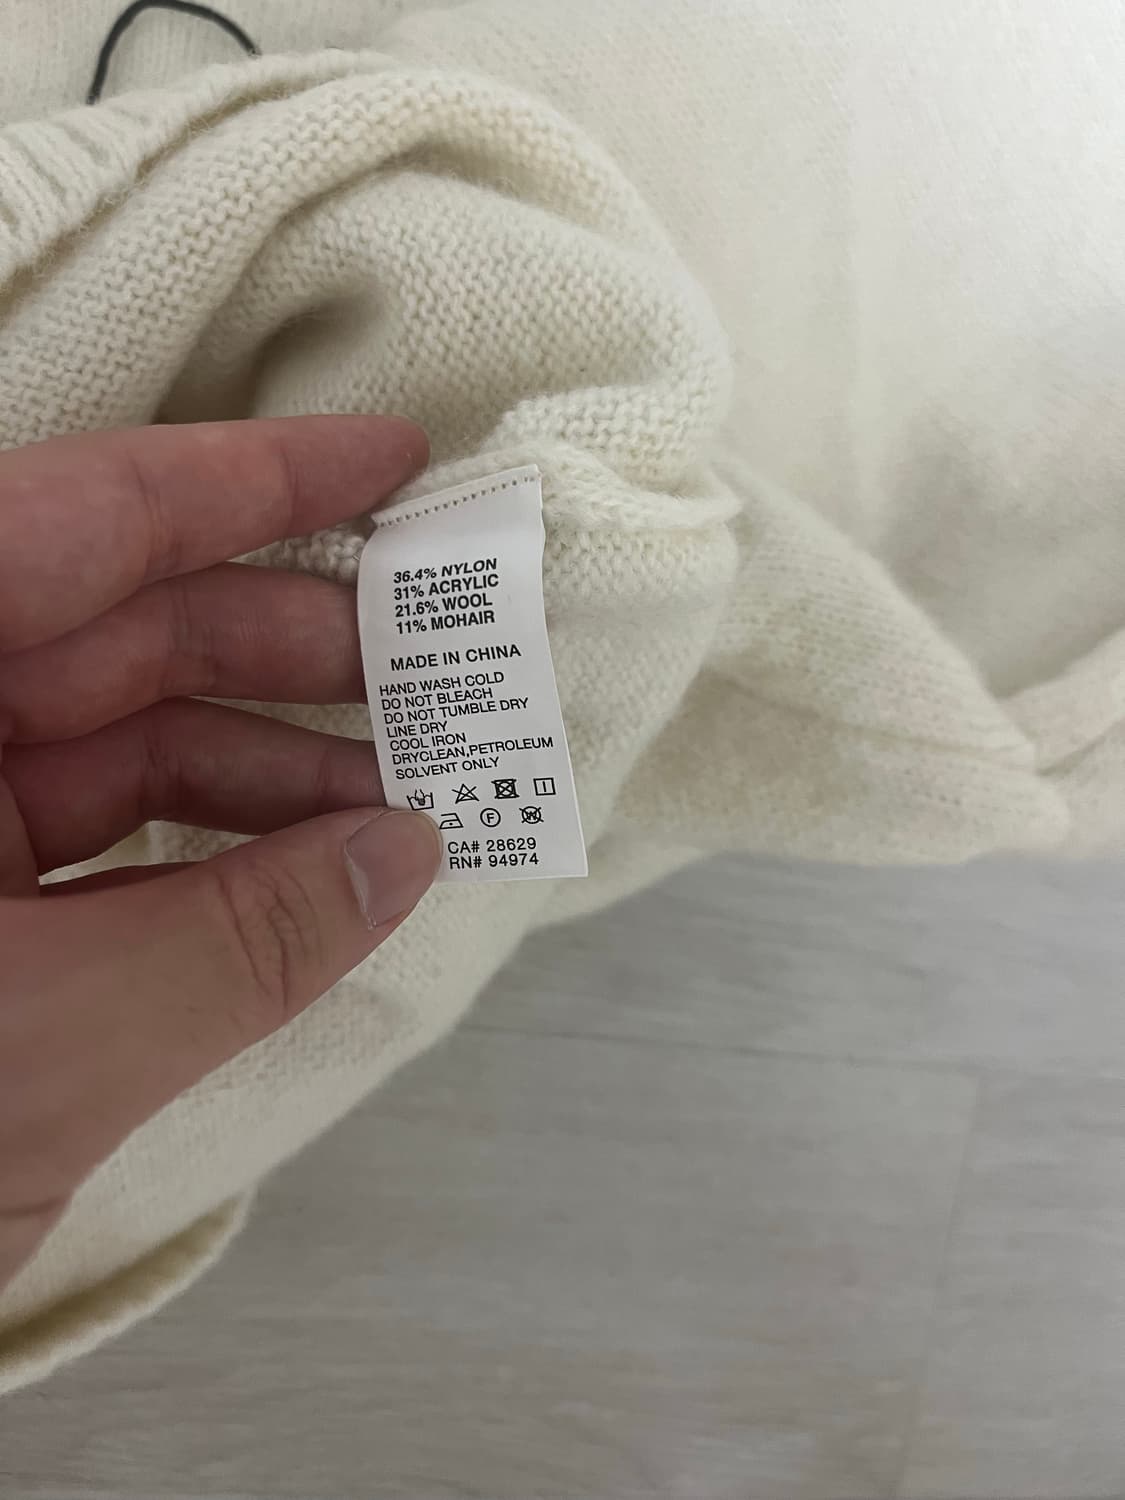 36.4% NYLON
31% ACRYLIC
21.6% WOOL
11% MOHAIR
MADE IN CHINA
HAND WASH COLD
DO NOT BLEACH
DO NOT TUMBLE DRY
LINE DRY
COOL IRON
DRYCLEAN,PETROLEUM
SOLVENT ONLY
F W
CA# 28629
RN# 94974